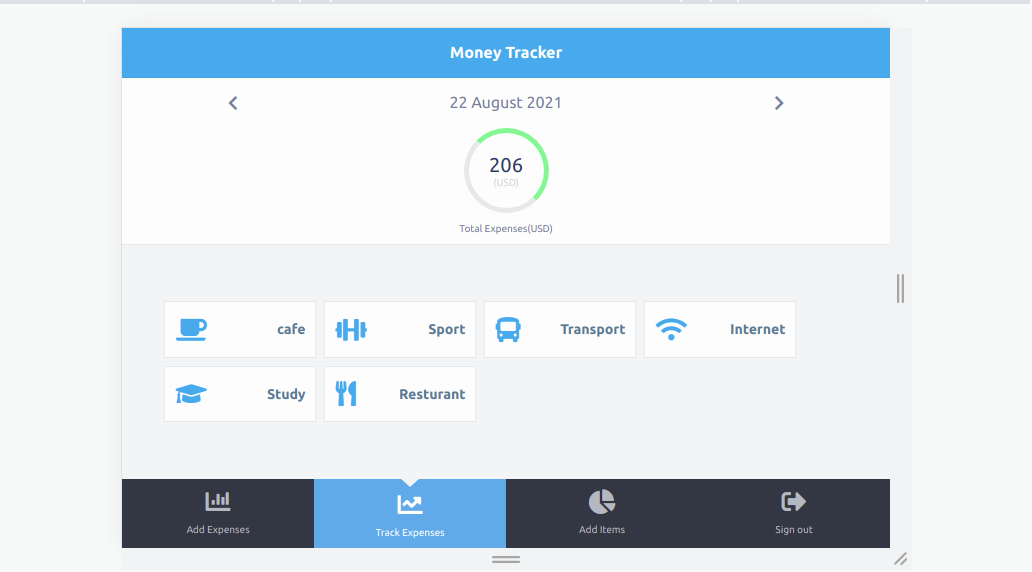 Money Tracker
22 August 2021
206
(USD)
Total Expenses(USD)
cafe
Sport
Transport
Internet
Study
Resturant
Add Expenses
Track Expenses
Add Items
Sign out